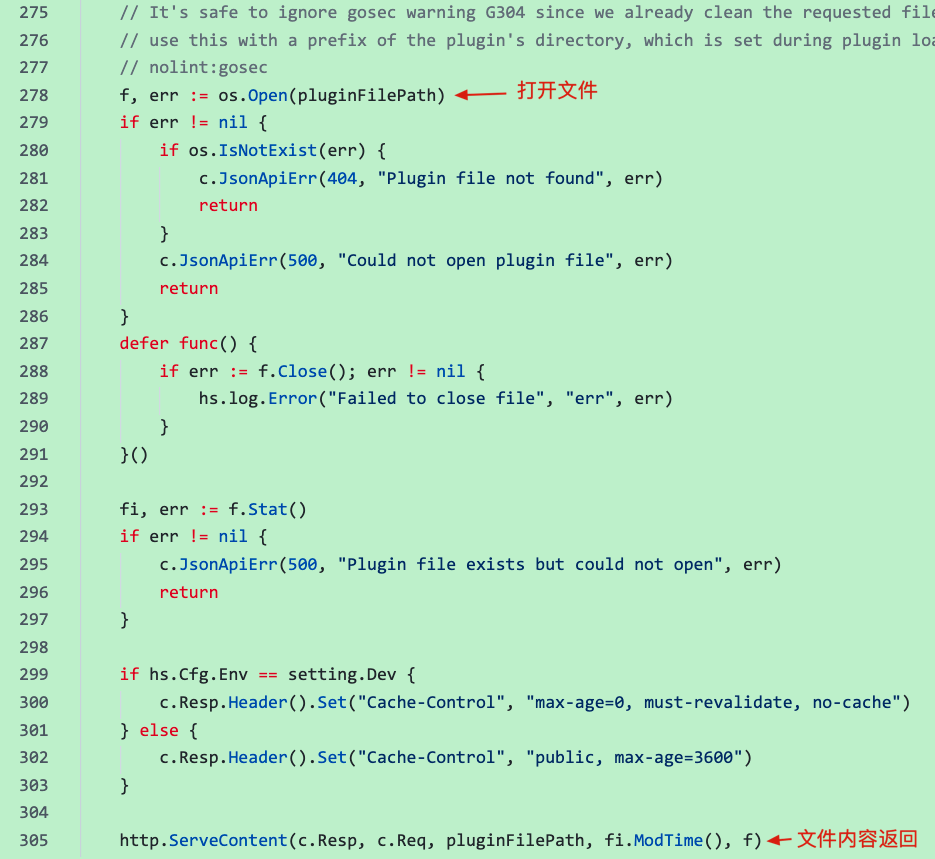 275 // It's safe to ignore gosec warning G304 since we already clean the requested file
276 // use this with a prefix of the plugin's directory, which is set during plugin loa
277 // nolint:gosec
278 f, err := os.Open(pluginFilePath) 打开文件
279 if err != nil {
280 if os.IsNotExist(err) {
281 c.JsonApiErr(404, "Plugin file not found", err)
282 return
283 }
284 c.JsonApiErr(500, "Could not open plugin file", err)
285 return
286 }
287 defer func() {
288 if err := f.Close(); err != nil {
289 hs.log.Error("Failed to close file", "err", err)
290 }
291 }()
292
293 fi, err := f.Stat()
294 if err != nil {
295 c.JsonApiErr(500, "Plugin file exists but could not open", err)
296 return
297 }
298
299 if hs.Cfg.Env == setting.Dev {
300 c.Resp.Header().Set("Cache-Control", "max-age=0, must-revalidate, no-cache")
301 } else {
302 c.Resp.Header().Set("Cache-Control", "public, max-age=3600")
303 }
304
305 http.ServeContent(c.Resp, c.Req, pluginFilePath, fi.ModTime(), f) 文件内容返回